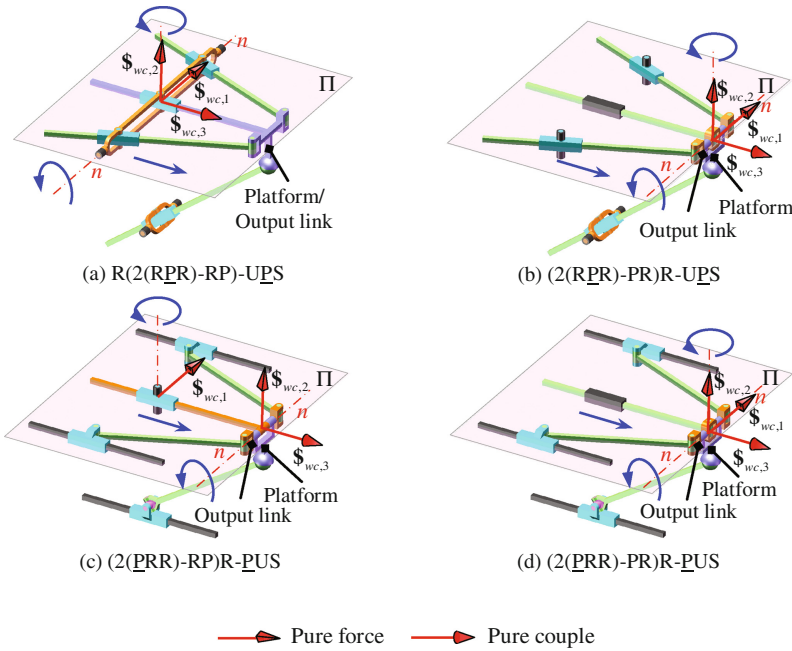 n
$wc,2
$wc,1
Π
$wc,3
n
Platform/
Output link
(a) R(2(RPR)-RP)-UPS
$wc,2
n
Π
$wc,1
$wc,3
n
Platform
Output link
(b) (2(RPR)-PR)R-UPS
$wc,1
$wc,2
Π
n
$wc,3
n
Platform
Output link
(c) (2(PRR)-RP)R-PUS
$wc,2
Π
n
$wc,1
n
$wc,3
Platform
Output link
(d) (2(PRR)-PR)R-PUS
Pure force
Pure couple